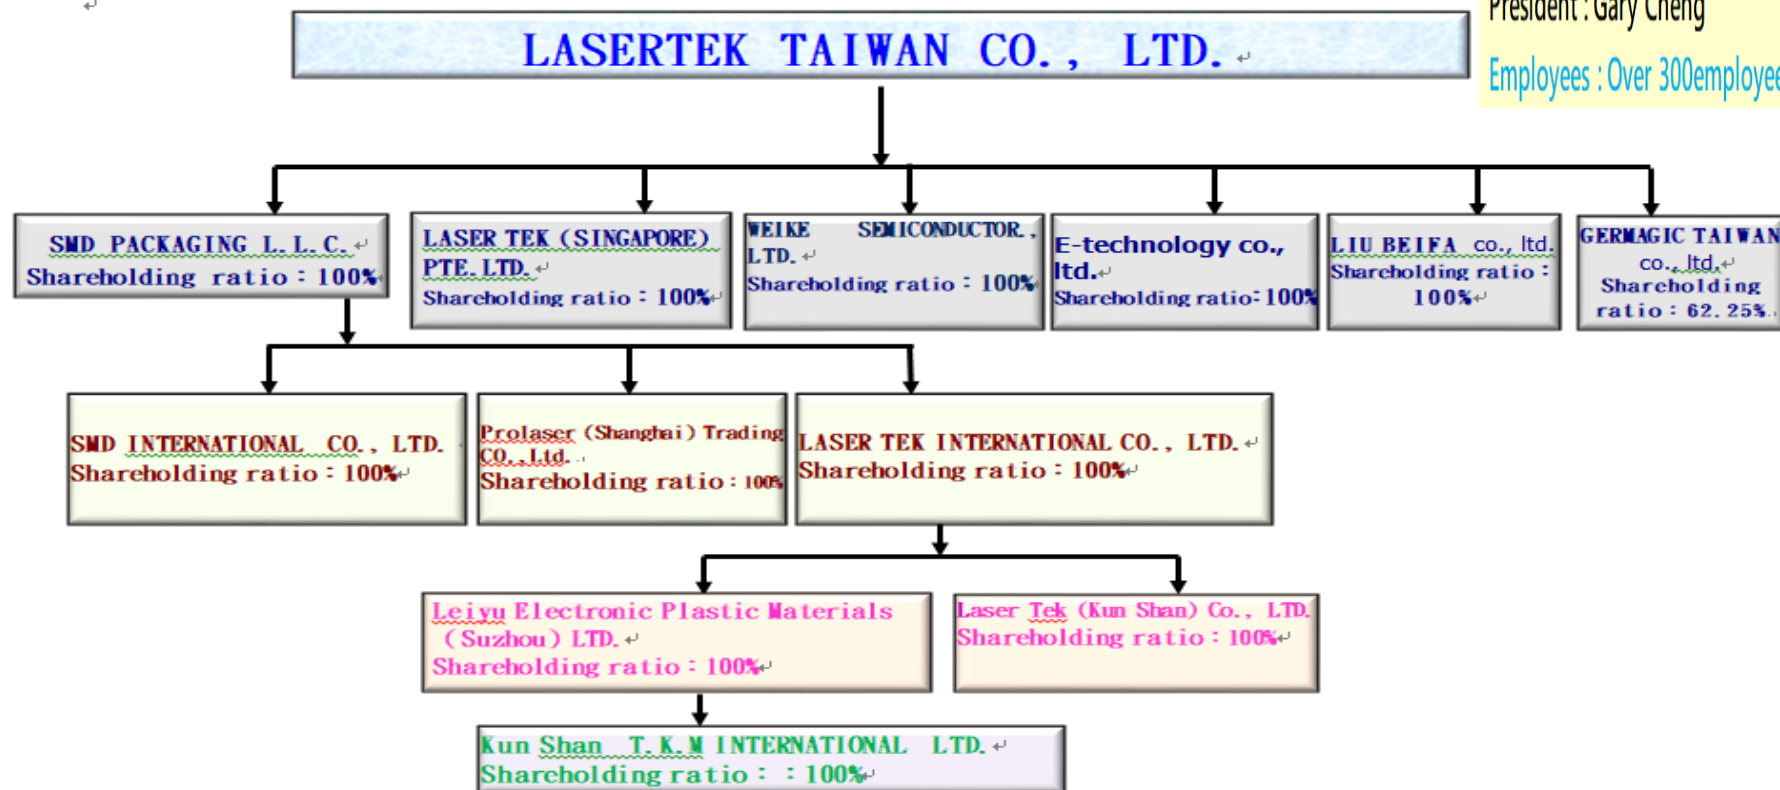 President : Gary Cheng
LASERTEK TAIWAN CO., LTD.
Employees : Over 300employee
SMD PACKAGING L.L.C.
Shareholding ratio：100%
LASER TEK (SINGAPORE)
PTE. LTD.
Shareholding ratio：100%
WEIKE SEMICONDUCTOR.,
LTD.
Shareholding ratio：100%
E-technology co.,
ltd.
Shareholding ratio：100%
LIU BEIFA co., ltd.
Shareholding ratio：
100%
GERMAGIC TAIWAN
co., ltd.
Shareholding
ratio：62.25%
SMD INTERNATIONAL CO., LTD.
Shareholding ratio：100%
Prolaser (Shanghai) Trading
CO.,Ltd.
Shareholding ratio：100%
LASER TEK INTERNATIONAL CO., LTD.
Shareholding ratio：100%
Leiyu Electronic Plastic Materials
(Suzhou) LTD.
Shareholding ratio：100%
Laser Tek (Kun Shan) Co., LTD.
Shareholding ratio：100%
Kun Shan T.K.M INTERNATIONAL LTD.
Shareholding ratio：：100%